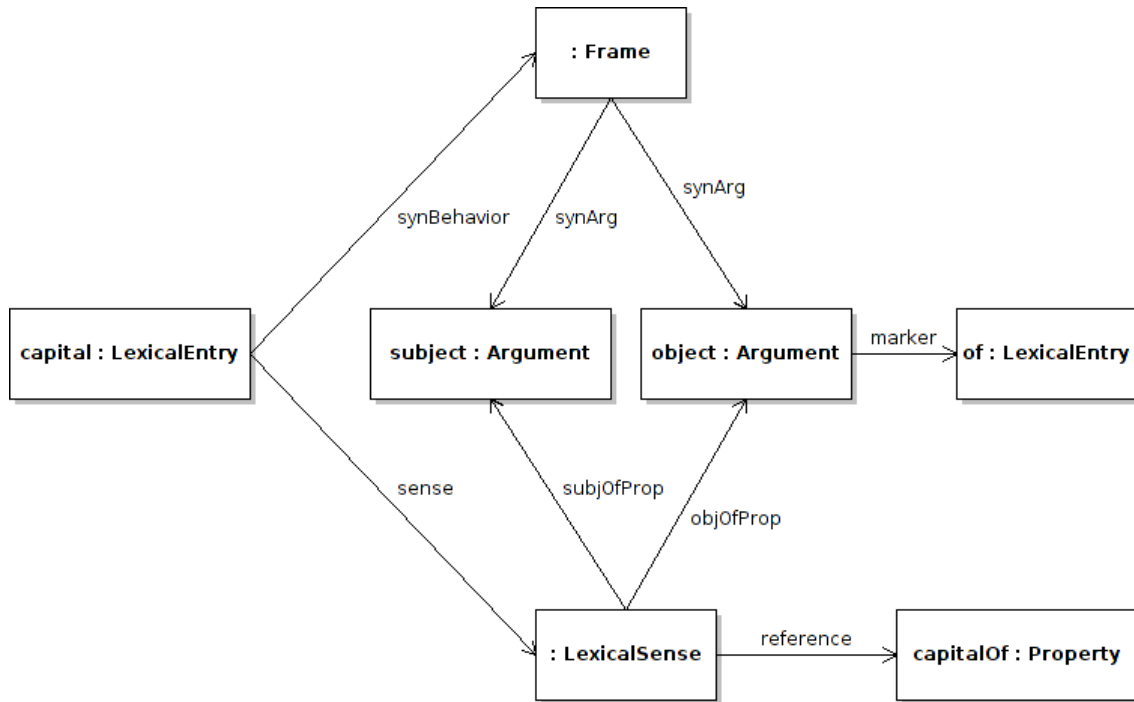 : Frame
synArg
synBehavior
synArg
capital : LexicalEntry
subject : Argument
object : Argument
marker
of : LexicalEntry
sense
subjOfProp
objOfProp
: LexicalSense
reference
capitalOf : Property